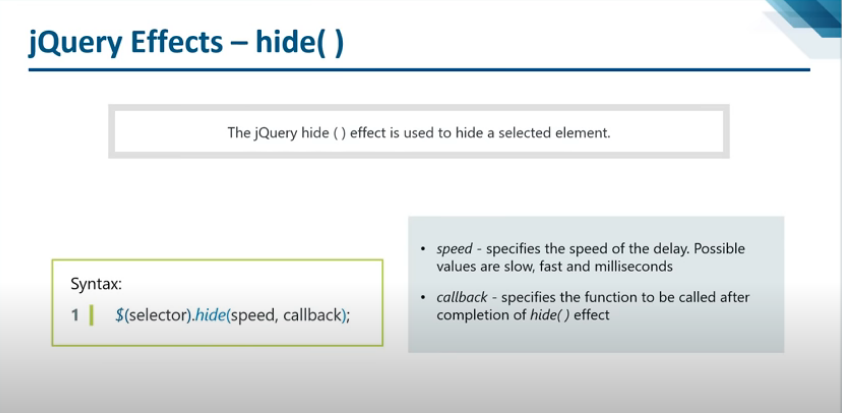 jQuery Effects – hide( )
The jQuery hide ( ) effect is used to hide a selected element.
Syntax:
1 $(selector).hide(speed, callback);
• speed - specifies the speed of the delay. Possible
values are slow, fast and milliseconds
• callback - specifies the function to be called after
completion of hide( ) effect